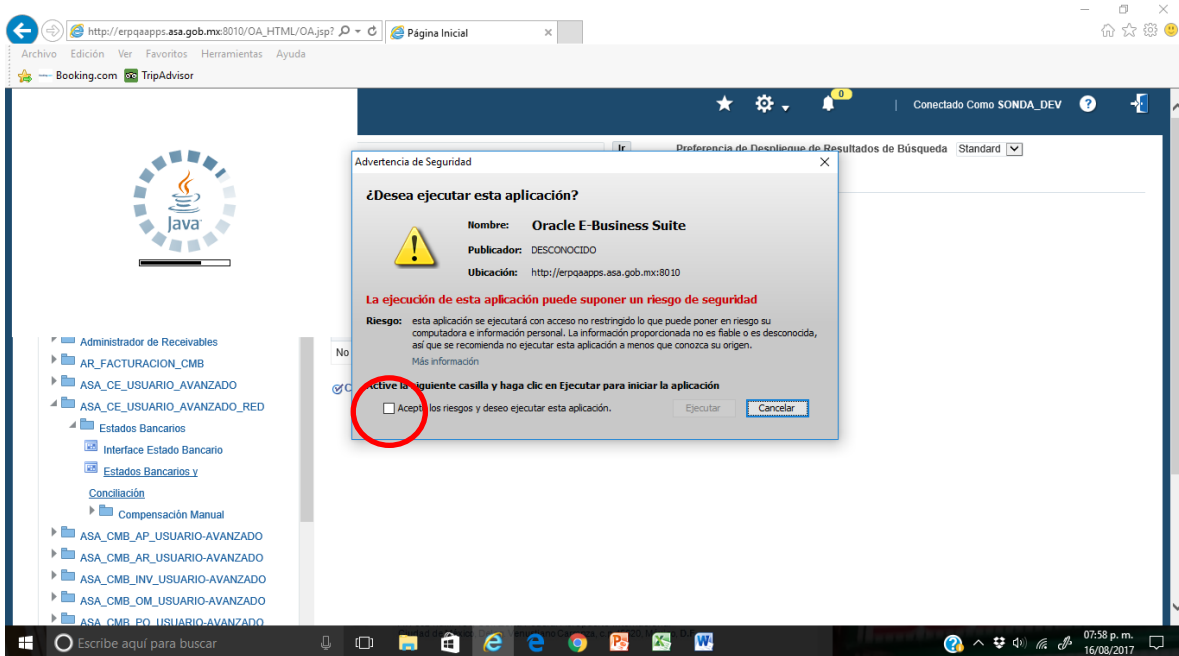 http://erpqaapps.asa.gob.mx:8010/OA_HTML/OA.jsp?
Página Inicial
Archivo Edición Ver Favoritos Herramientas Ayuda
Booking.com TripAdvisor
0
Conectado Como SONDA_DEV
Ir
Preferencia de Despliegue de Resultados de Búsqueda Standard
Java
Advertencia de Seguridad
¿Desea ejecutar esta aplicación?
Nombre: Oracle E-Business Suite
Publicador: DESCONOCIDO
Ubicación: http://erpqaapps.asa.gob.mx:8010
La ejecución de esta aplicación puede suponer un riesgo de seguridad
Riesgo: esta aplicación se ejecutará con acceso no restringido lo que puede poner en riesgo su
computadora e información personal. La información proporcionada no es fiable o es desconocida,
así que se recomienda no ejecutar esta aplicación a menos que conozca su origen.
Más información
Active la siguiente casilla y haga clic en Ejecutar para iniciar la aplicación
Acepto los riesgos y deseo ejecutar esta aplicación.
Ejecutar Cancelar
No
Administrador de Receivables
AR_FACTURACION_CMB
ASA_CE_USUARIO_AVANZADO
ASA_CE_USUARIO_AVANZADO_RED
Estados Bancarios
Interface Estado Bancario
Estados Bancarios y
Conciliación
Compensación Manual
ASA_CMB_AP_USUARIO-AVANZADO
ASA_CMB_AR_USUARIO-AVANZADO
ASA_CMB_INV_USUARIO-AVANZADO
ASA_CMB_OM_USUARIO-AVANZADO
ASA_CMB_PO_USUARIO-AVANZADO
Escribe aquí para buscar
07:58 p. m.
16/08/2017